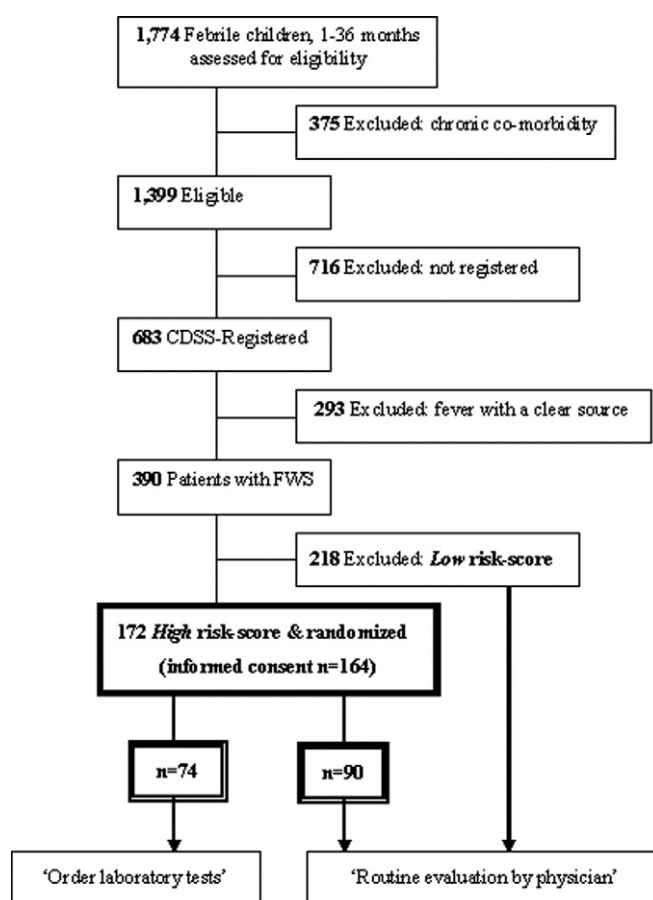 1,774 Febrile children, 1-36 months
assessed for eligibility
375 Excluded: chronic co-morbidity
1,399 Eligible
716 Excluded: not registered
683 CDSS-Registered
293 Excluded: fever with a clear source
390 Patients with FWS
218 Excluded: Low risk-score
172 High risk-score & randomized
(informed consent n=164)
n=74
n=90
‘Order laboratory tests’
‘Routine evaluation by physician’